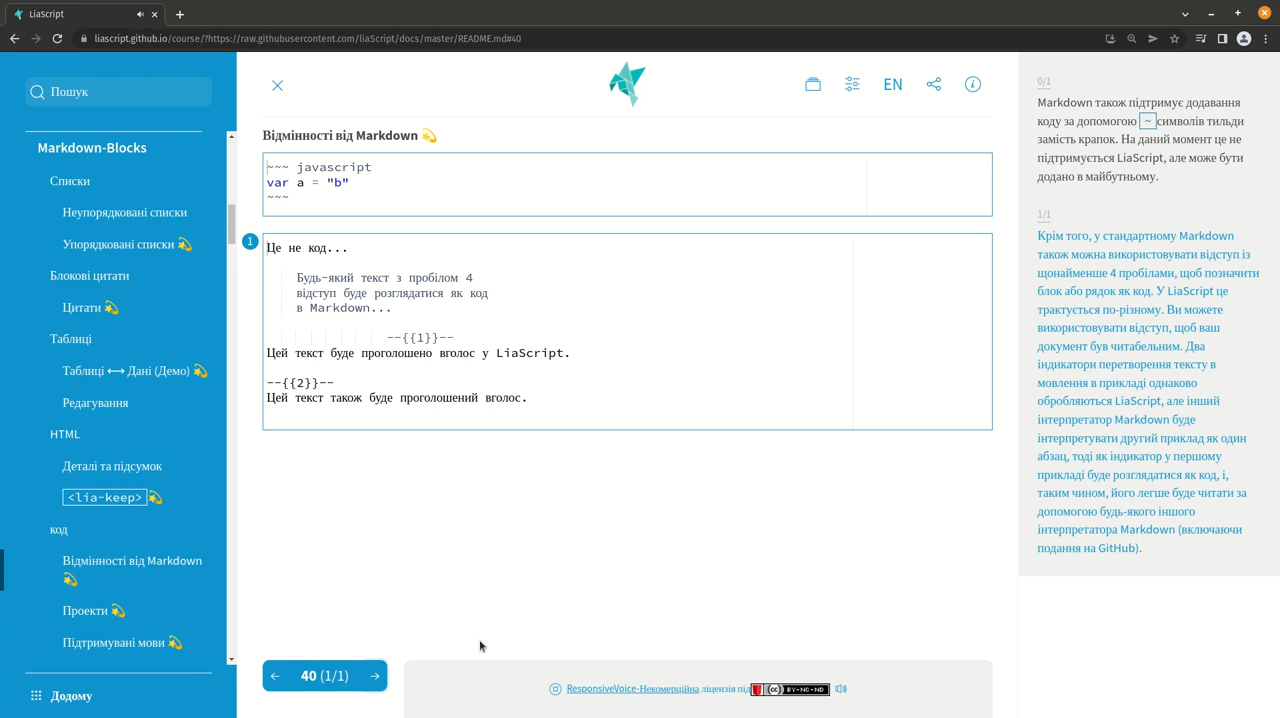 LiaScript
liascript.github.io/course/?https://raw.githubusercontent.com/liaScript/docs/master/README.md#40
Пошук
Markdown-Blocks
Списки
Неупорядковані списки
Упорядковані списки 💫
Блокові цитати
Цитати 💫
Таблиці
Таблиці ⟷ Дані (Демо) 💫
Редагування
HTML
Деталі та підсумок
<lia-keep> 💫
код
Відмінності від Markdown
💫
Проекти 💫
Підтримувані мови 💫
Додому
EN
Відмінності від Markdown 💫
~~~ javascript
var a = "b"
~~~
1
Це не код...
Будь-який текст з пробілом 4
відступ буде розглядатися як код
в Markdown...
--{{1}}--
Цей текст буде проголошено вголос у LiaScript.
--{{2}}--
Цей текст також буде проголошений вголос.
← 40 (1/1) →
ResponsiveVoice-Некомерційна ліцензія під (cc) BY-NC-ND
0/1
Markdown також підтримує додавання
коду за допомогою ~ символів тильди
замість крапок. На даний момент це не
підтримується LiaScript, але може бути
додано в майбутньому.
1/1
Крім того, у стандартному Markdown
також можна використовувати відступ із
щонайменше 4 пробілами, щоб позначити
блок або рядок як код. У LiaScript це
трактується по-різному. Ви можете
використовувати відступ, щоб ваш
документ був читабельним. Два
індикатори перетворення тексту в
мовлення в прикладі однаково
обробляються LiaScript, але інший
інтерпретатор Markdown буде
інтерпретувати другий приклад як один
абзац, тоді як індикатор у першому
прикладі буде розглядатися як код, і,
таким чином, його легше буде читати за
допомогою будь-якого іншого
інтерпретатора Markdown (включаючи
подання на GitHub).